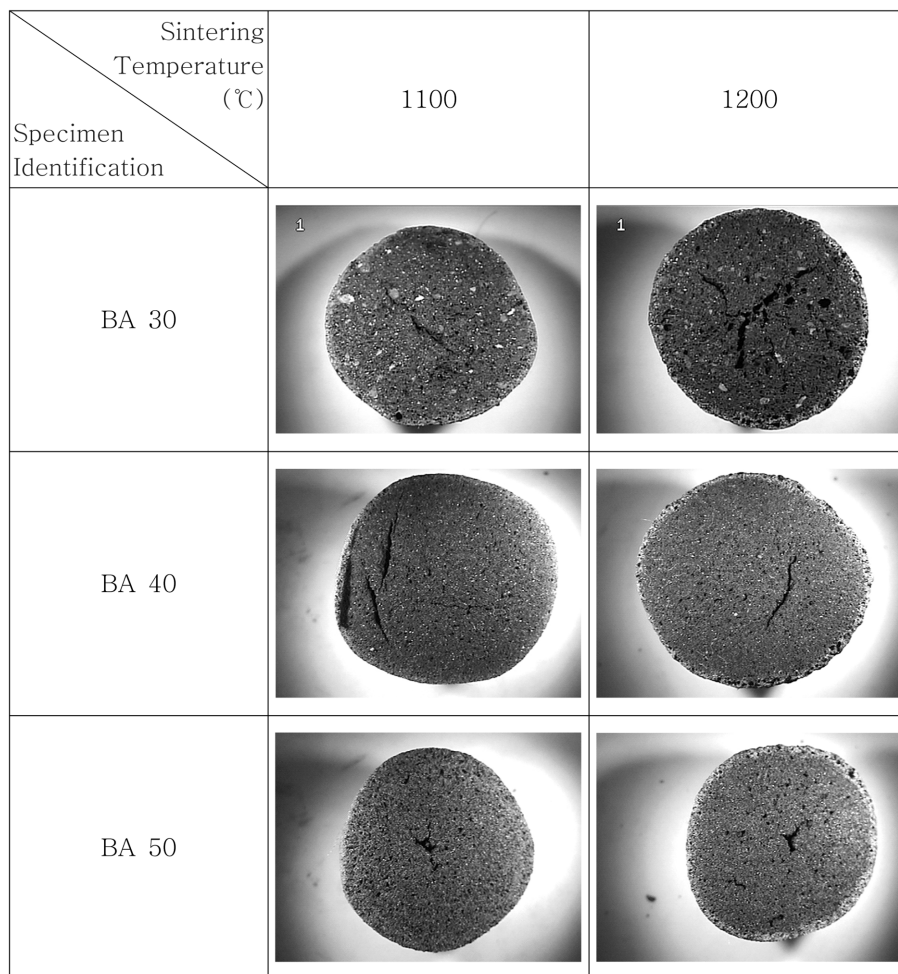 Sintering
Temperature
(℃)
Specimen
Identification
1100
1200
BA 30
1
1
BA 40
BA 50